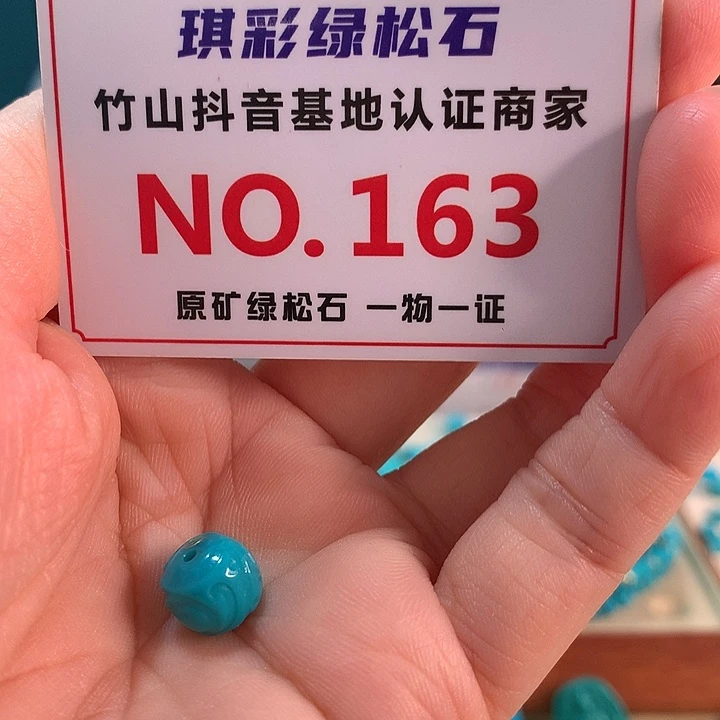 琪彩绿松石
竹山抖音基地认证商家
NO.163
原矿绿松石 一物一证